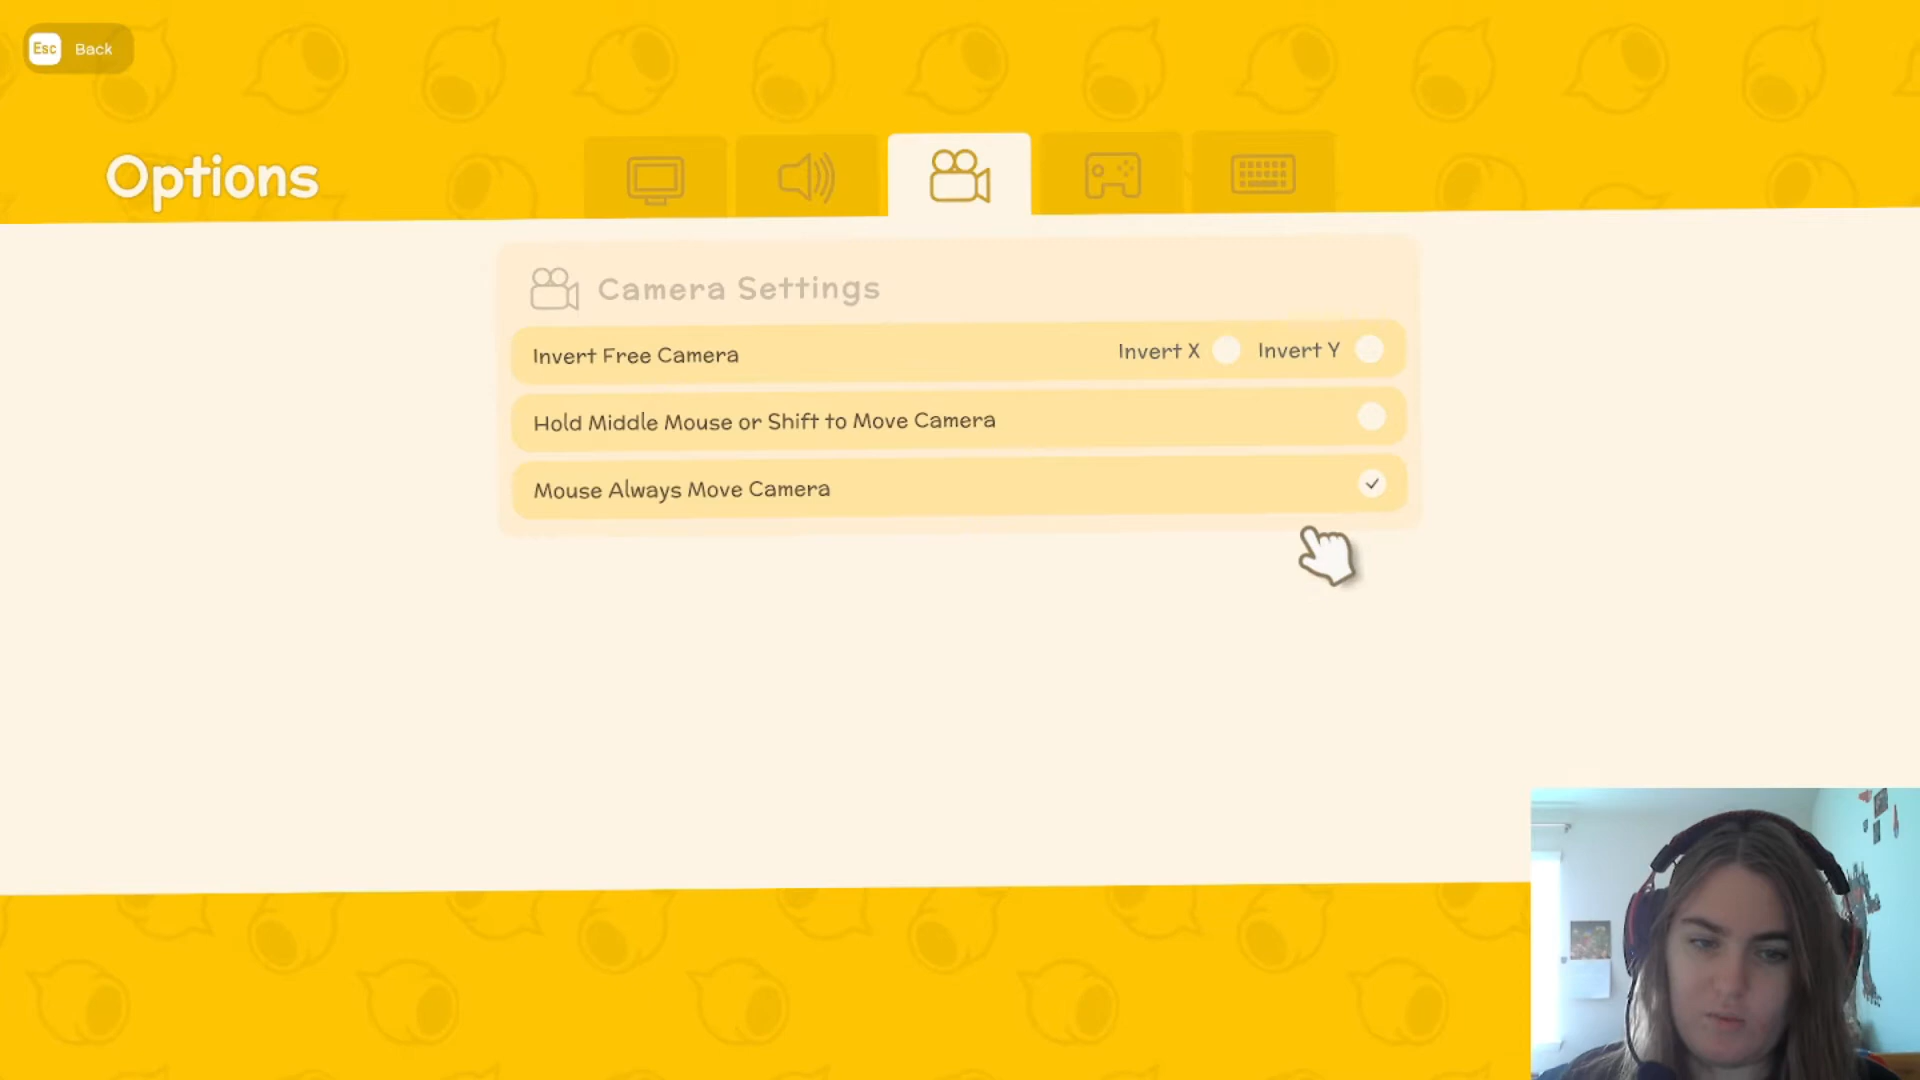 Esc Back
Options
Camera Settings
Invert Free Camera Invert X Invert Y
Hold Middle Mouse or Shift to Move Camera
Mouse Always Move Camera